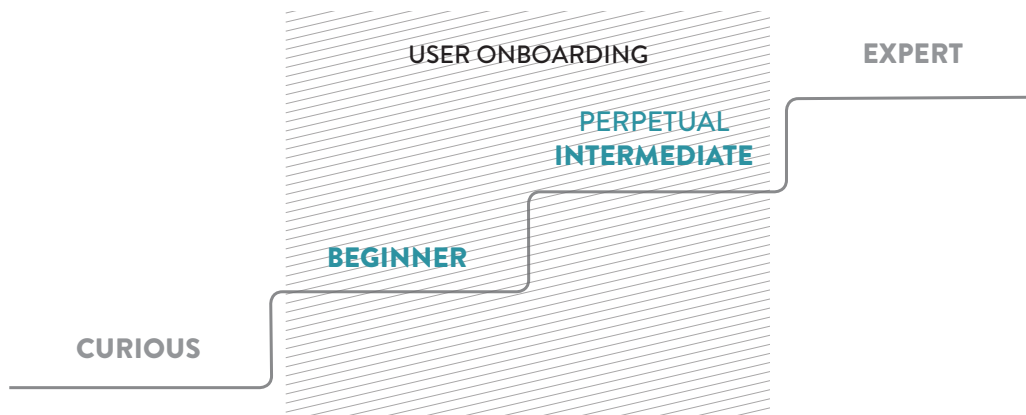 USER ONBOARDING
EXPERT
PERPETUAL
INTERMEDIATE
BEGINNER
CURIOUS